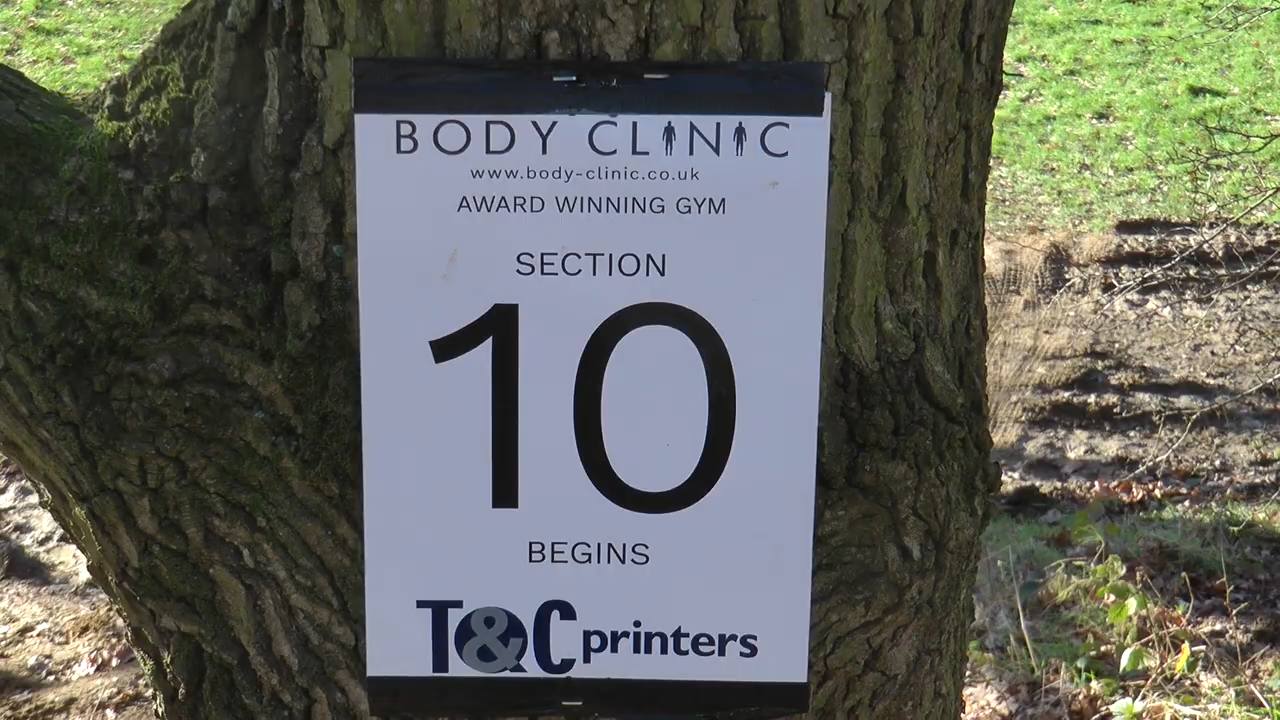 BODY CLINIC
www.body-clinic.co.uk
AWARD WINNING GYM
SECTION
10
BEGINS
T&C printers